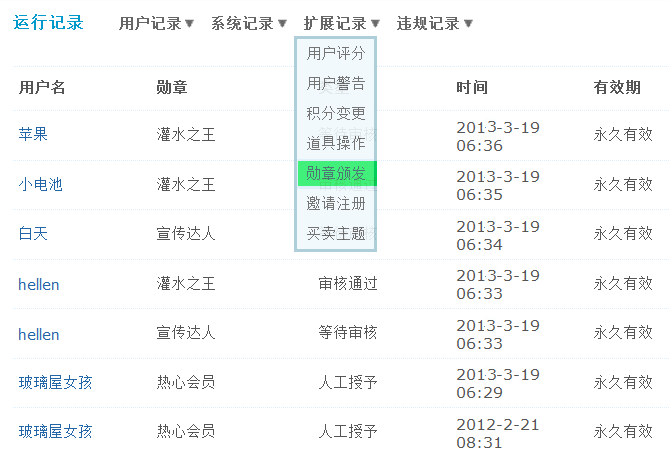 运行记录 用户记录▼ 系统记录▼ 扩展记录▼ 违规记录▼
用户评分
用户警告
积分变更
道具操作
勋章颁发
邀请注册
买卖主题
用户名 勋章 时间 有效期
苹果 灌水之王 等待审核 2013-3-19 06:36 永久有效
小电池 灌水之王 2013-3-19 06:35 永久有效
白天 宣传达人 2013-3-19 06:34 永久有效
hellen 灌水之王 审核通过 2013-3-19 06:33 永久有效
hellen 宣传达人 等待审核 2013-3-19 06:33 永久有效
玻璃屋女孩 热心会员 人工授予 2013-3-19 06:29 永久有效
玻璃屋女孩 热心会员 人工授予 2012-2-21 08:31 永久有效